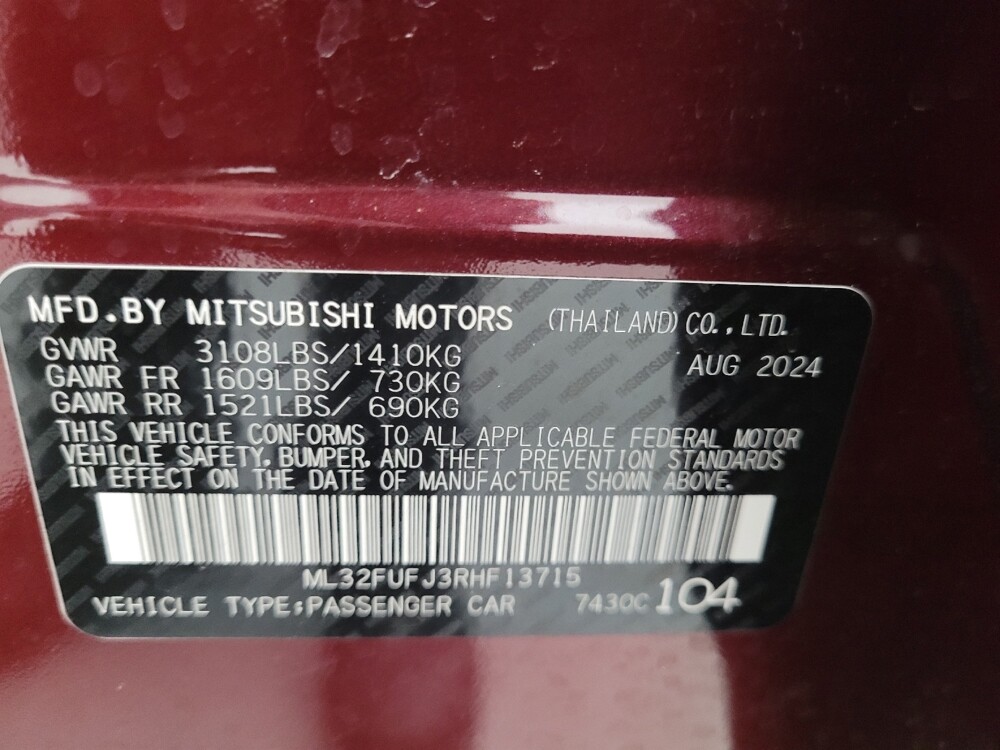 MFD.BY MITSUBISHI MOTORS (THAILAND) CO.,LTD.
GVWR 3108LBS/1410KG AUG 2024
GAWR FR 1609LBS/ 730KG
GAWR RR 1521LBS/ 690KG
THIS VEHICLE CONFORMS TO ALL APPLICABLE FEDERAL MOTOR
VEHICLE SAFETY, BUMPER, AND THEFT PREVENTION STANDARDS
IN EFFECT ON THE DATE OF MANUFACTURE SHOWN ABOVE.
ML32FUFJ3RHF13715
VEHICLE TYPE:PASSENGER CAR 7430C 104